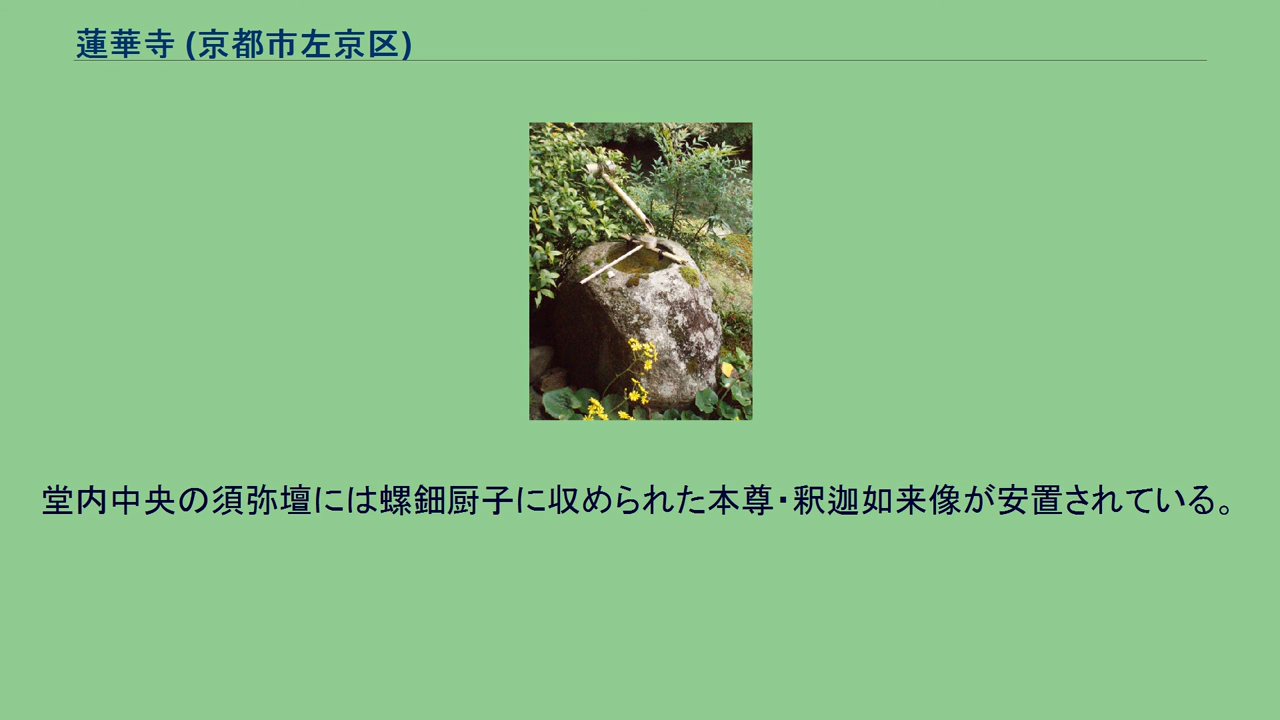 蓮華寺 (京都市左京区)
堂内中央の須弥壇には螺鈿厨子に収められた本尊・釈迦如来像が安置されている。